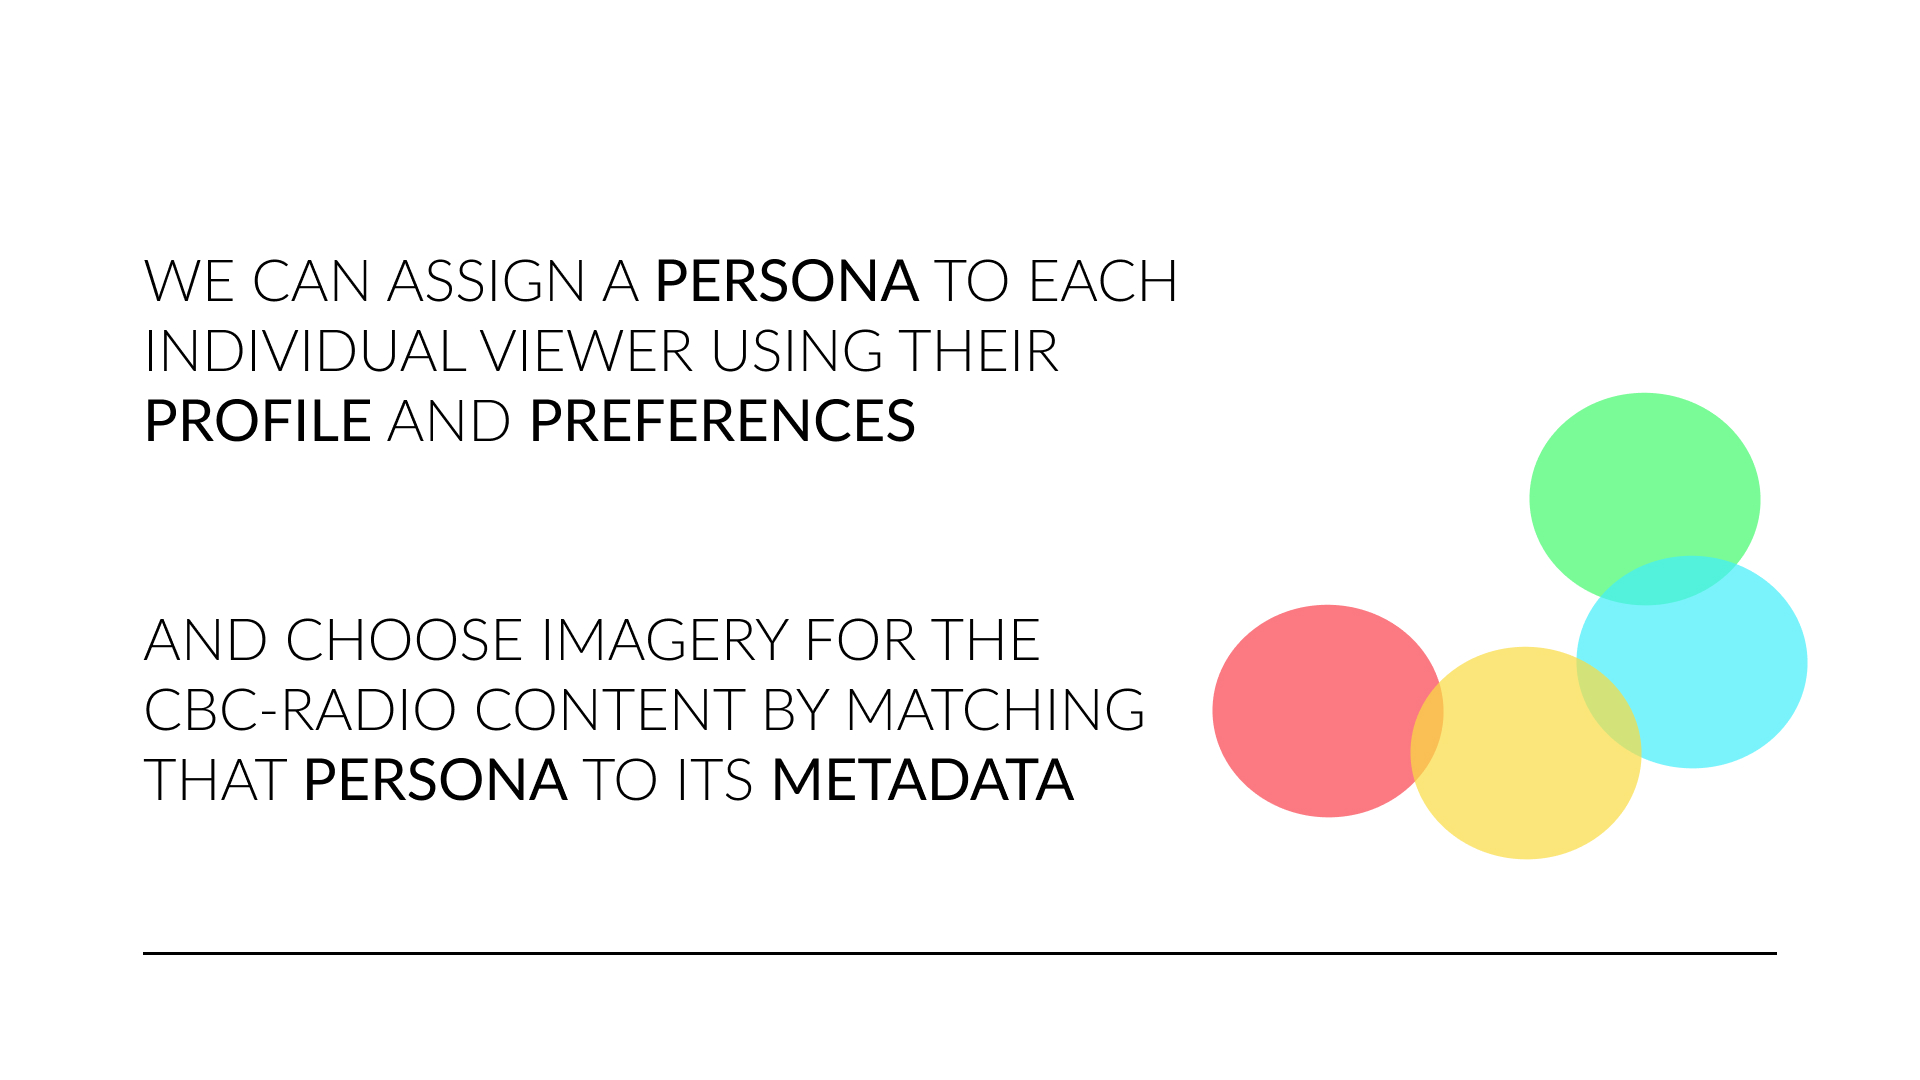 WE CAN ASSIGN A PERSONA TO EACH
INDIVIDUAL VIEWER USING THEIR
PROFILE AND PREFERENCES
AND CHOOSE IMAGERY FOR THE
CBC-RADIO CONTENT BY MATCHING
THAT PERSONA TO ITS METADATA